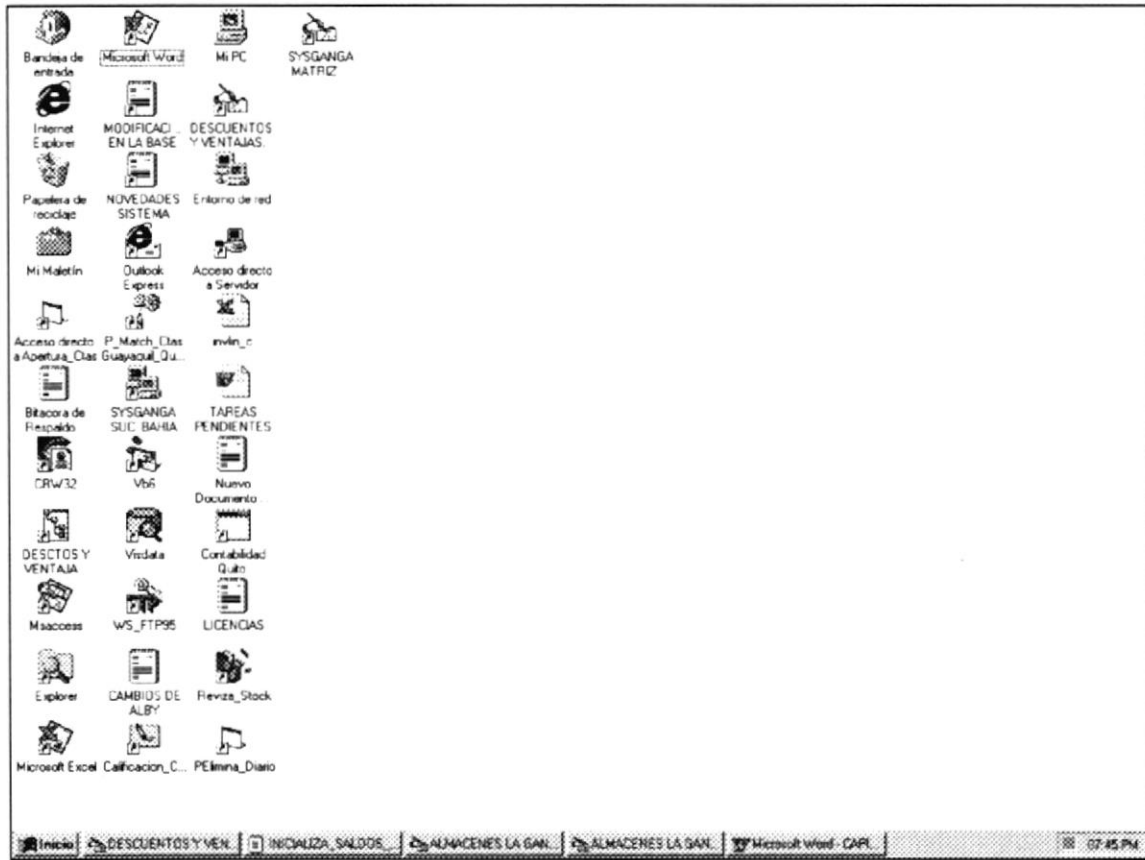 Bandeja de
entrada
Microsoft Word
Mi PC
SYSGANGA
MATRIZ
Internet
Explorer
MODIFICACI...
EN LA BASE
DESCUENTOS
Y VENTAJAS.
Papelera de
reciclaje
NOVEDADES
SISTEMA
Entorno de red
Mi Maletín
Outlook
Express
Acceso directo
a Servidor
Acceso directo
a Apertura_Ctas
P_Match_Ctas
Guayaquil_Qu...
invlin_c
Bitacora de
Respaldo
SYSGANGA
SUC BAHIA
TAREAS
PENDIENTES
CRW32
Vb6
Nuevo
Documento...
DESCTOS Y
VENTAJA
Visdata
Contabilidad
Quito
Msaccess
WS_FTP95
LICENCIAS
Explorer
CAMBIOS DE
ALBY
Reviza_Stock
Microsoft Excel
Calificacion_C...
PElimina_Diario
Inicio
DESCUENTOS Y VEN...
INICIALIZA_SALDOS_...
ALMACENES LA GAN...
ALMACENES LA GAN...
Microsoft Word - CAPI...
07:45 PM